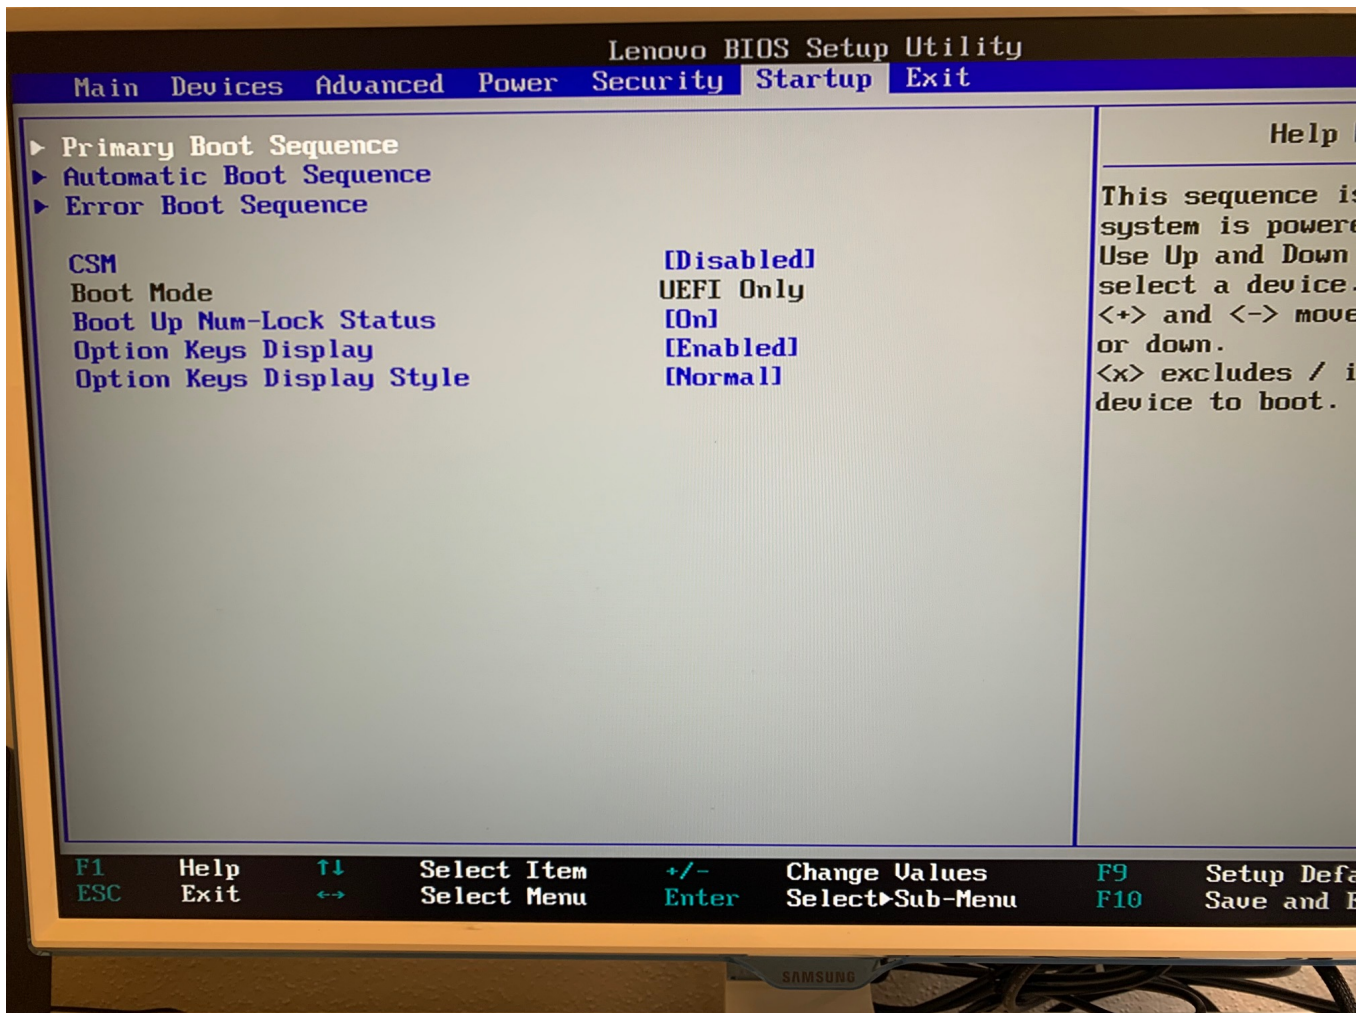 Lenovo BIOS Setup Utility
Main Devices Advanced Power Security Startup Exit
Primary Boot Sequence
Automatic Boot Sequence
Error Boot Sequence
CSM [Disabled]
Boot Mode UEFI Only
Boot Up Num-Lock Status [On]
Option Keys Display [Enabled]
Option Keys Display Style [Normal]
Help
This sequence
system is
Use Up and Down
select a device.
<+> and <-> move
or down.
<x> excludes /
device to boot.
F1 Help ↑↓ Select Item +/- Change Values F9 Setup
ESC Exit ←→ Select Menu Enter Select▶Sub-Menu F10 Save and
SAMSUNG